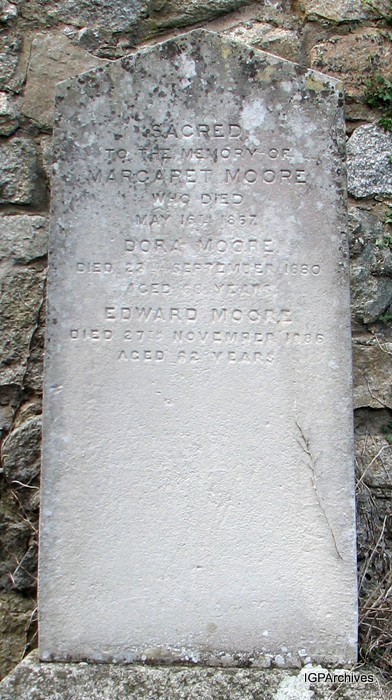 SACRED
TO THE MEMORY OF
MARGARET MOORE
WHO DIED
MAY 16TH 1867
DORA MOORE
DIED SEPTEMBER 1880
AGED YEARS
EDWARD MOORE
DIED 27TH NOVEMBER 1886
AGED 62 YEARS
IGPArchives